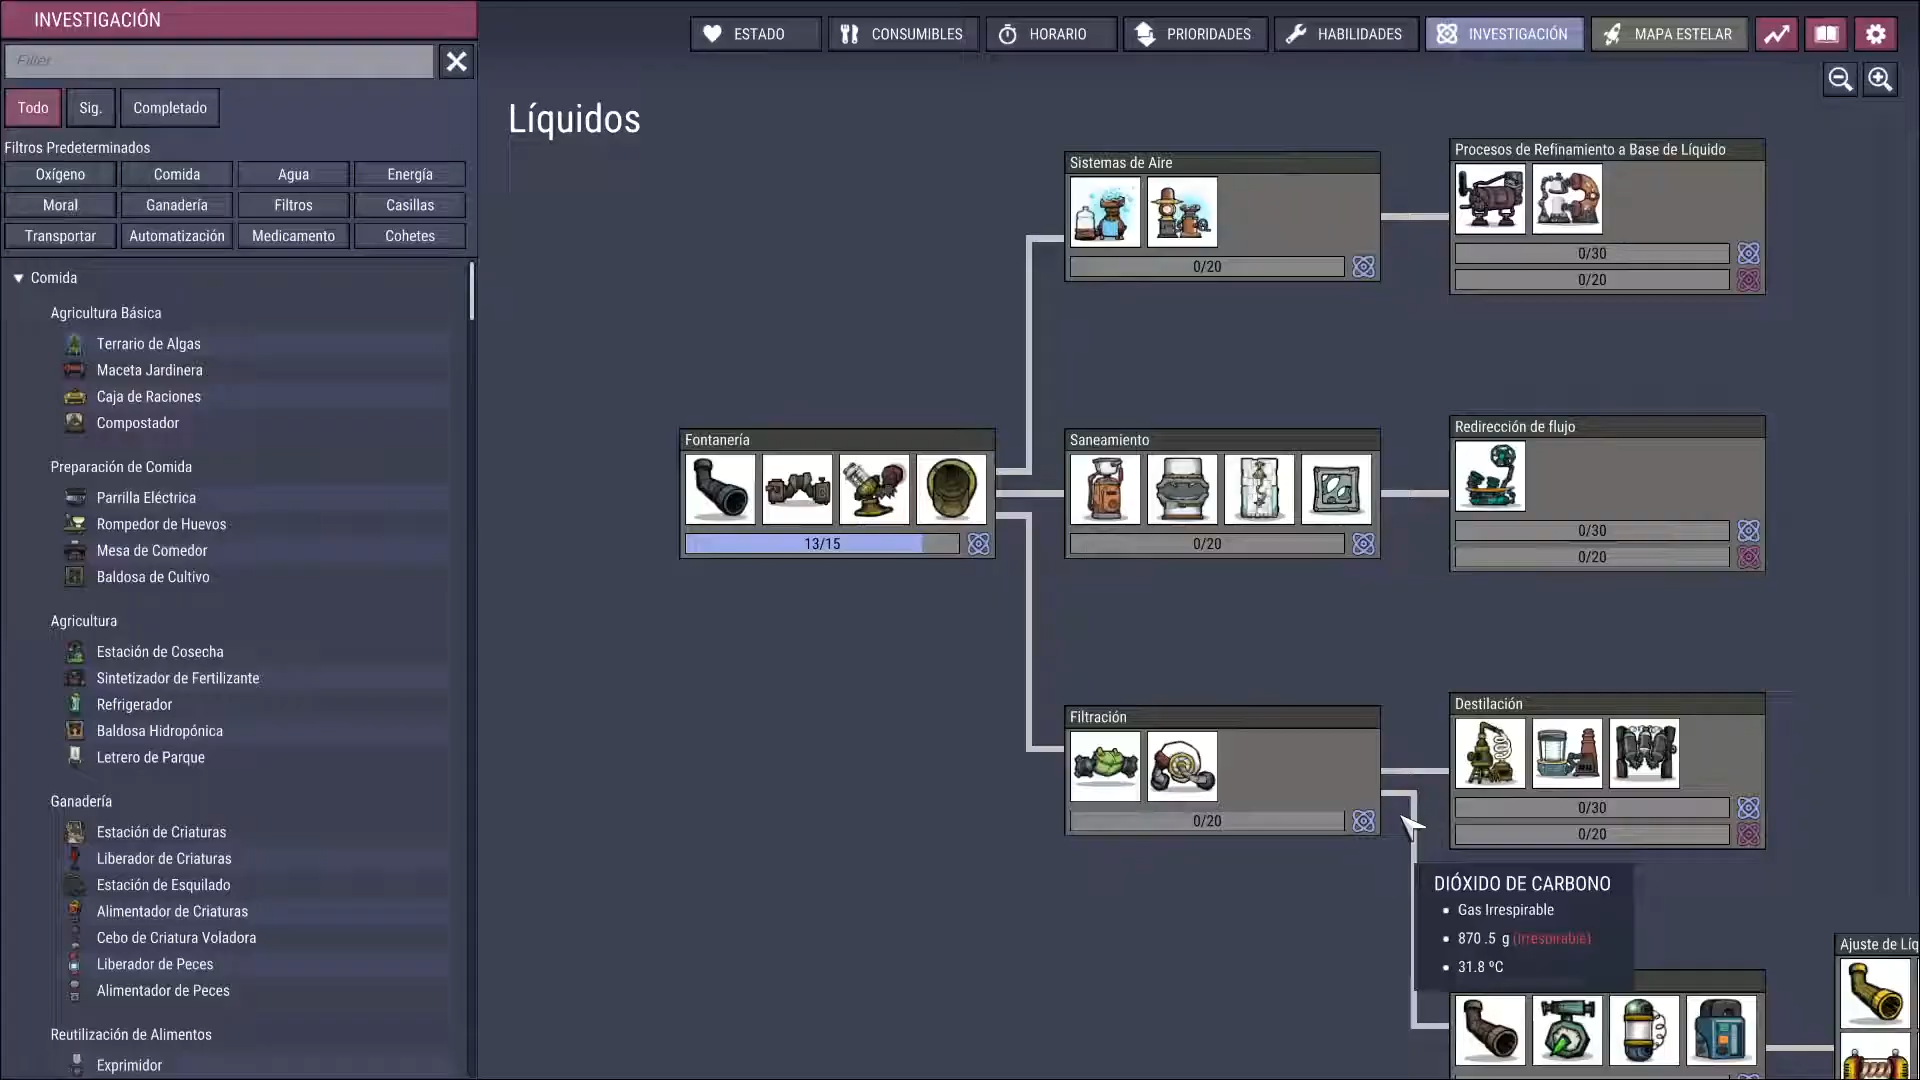 INVESTIGACIÓN
Filter
Todo
Sig.
Completado
Filtros Predeterminados
Oxígeno
Comida
Agua
Energía
Moral
Ganadería
Filtros
Casillas
Transportar
Automatización
Medicamento
Cohetes
Comida
Agricultura Básica
Terrario de Algas
Maceta Jardinera
Caja de Raciones
Compostador
Preparación de Comida
Parrilla Eléctrica
Rompedor de Huevos
Mesa de Comedor
Baldosa de Cultivo
Agricultura
Estación de Cosecha
Sintetizador de Fertilizante
Refrigerador
Baldosa Hidropónica
Letrero de Parque
Ganadería
Estación de Criaturas
Liberador de Criaturas
Estación de Esquilado
Alimentador de Criaturas
Cebo de Criatura Voladora
Liberador de Peces
Alimentador de Peces
Reutilización de Alimentos
Exprimidor
ESTADO
CONSUMIBLES
HORARIO
PRIORIDADES
HABILIDADES
INVESTIGACIÓN
MAPA ESTELAR
Líquidos
Sistemas de Aire
0/20
Procesos de Refinamiento a Base de Líquido
0/30
0/20
Fontanería
13/15
Saneamiento
0/20
Redirección de flujo
0/30
0/20
Filtración
0/20
Destilación
0/30
0/20
DIÓXIDO DE CARBONO
• Gas Irrespirable
• 870.5 g (Irrespirable)
• 31.8 ºC
Ajuste de Líq